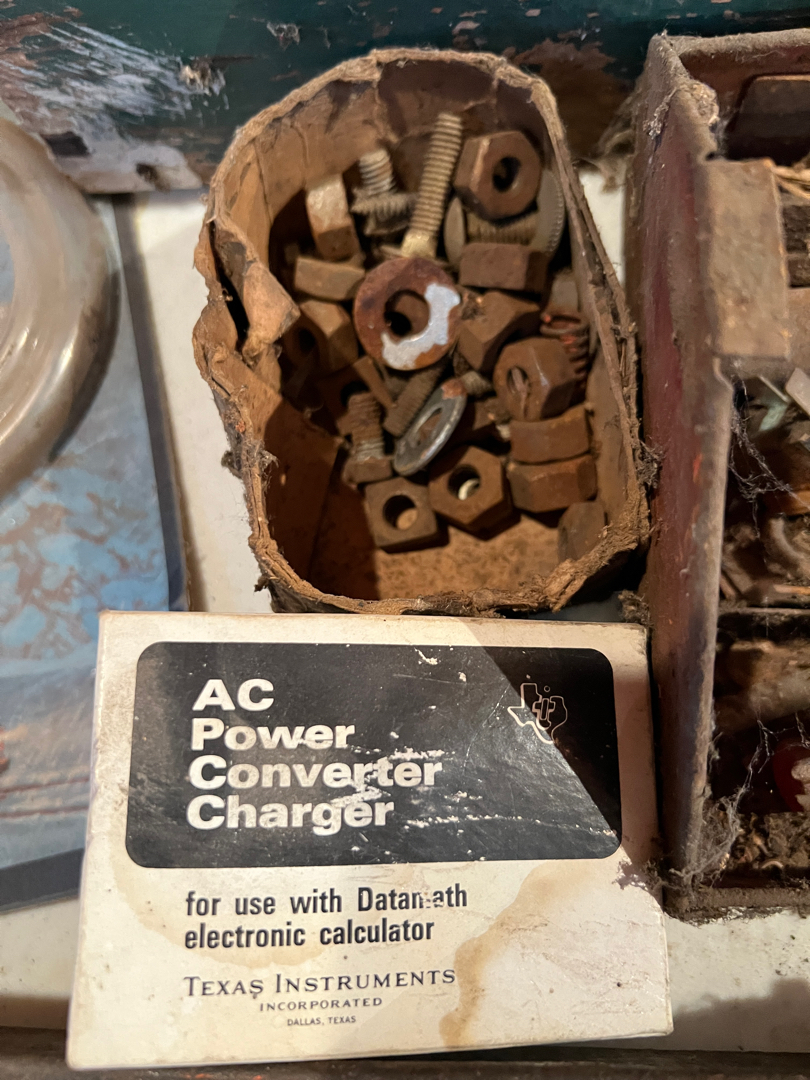 AC
Power
Converter
Charger
for use with Datamath
electronic calculator
TEXAS INSTRUMENTS
INCORPORATED
DALLAS, TEXAS